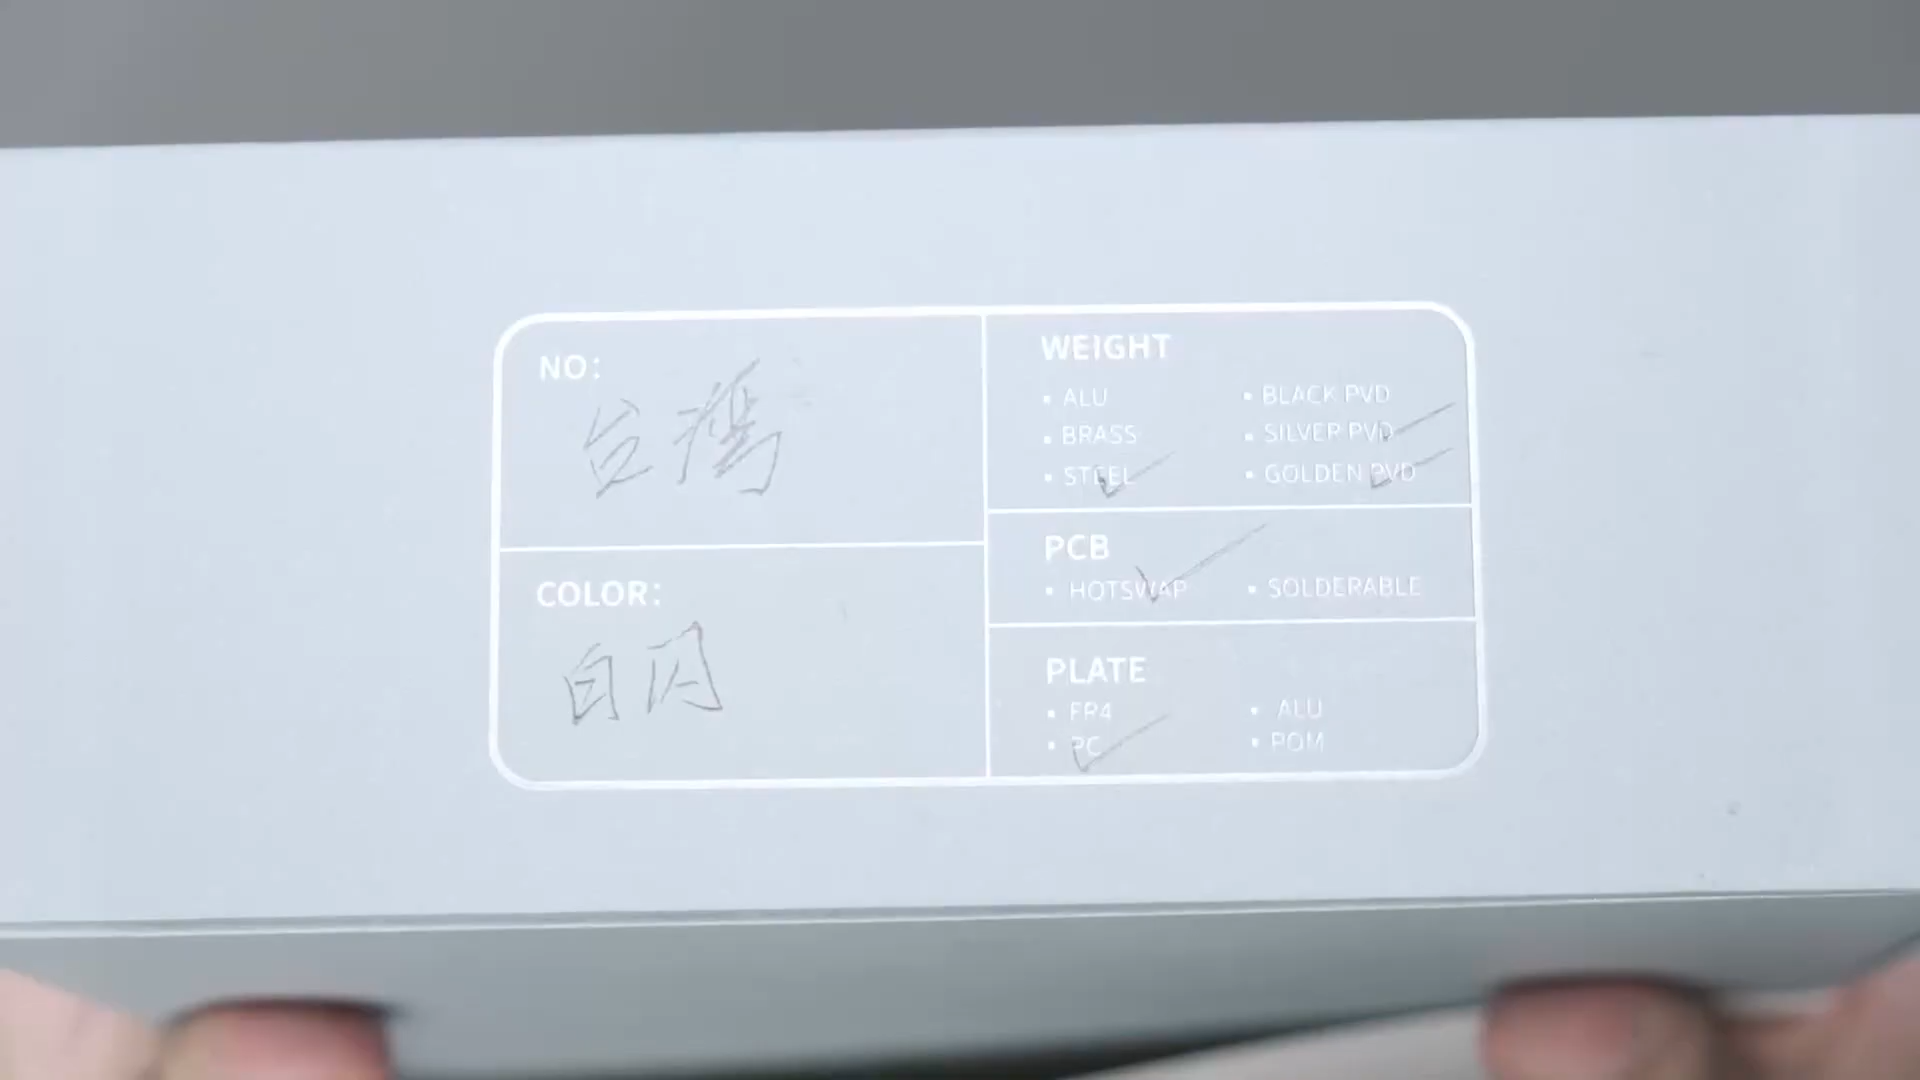 NO:
台灣
COLOR:
白闪
WEIGHT
▪ ALU
▪ BLACK PVD
▪ BRASS
▪ SILVER PVD ✓
▪ STEEL ✓
▪ GOLDEN PVD ✓
PCB
▪ HOTSWAP ✓
▪ SOLDERABLE
PLATE
▪ FR4
▪ ALU
▪ PC ✓
▪ POM